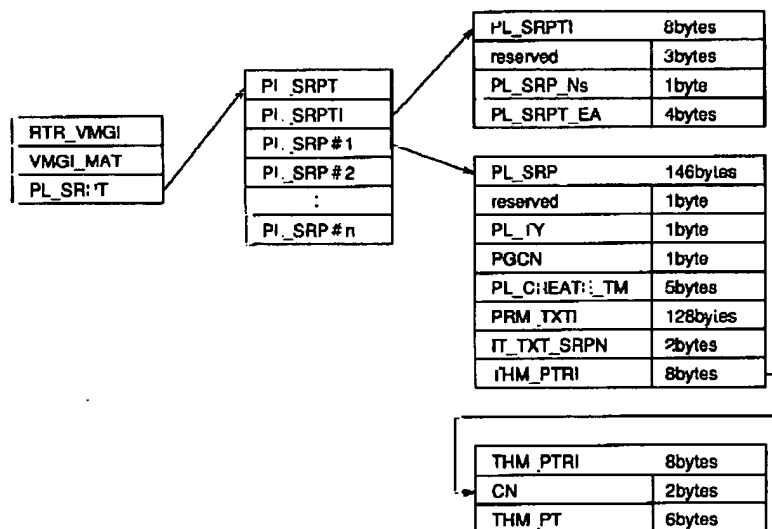 RTR_VMGI
VMGI_MAT
PL_SRPT
PL_SRPT
PL_SRPTI
PL_SRP#1
PL_SRP#2
:
PL_SRP#n
PL_SRPTI 8bytes
reserved 3bytes
PL_SRP_Ns 1byte
PL_SRPT_EA 4bytes
PL_SRP 146bytes
reserved 1byte
PL_TY 1byte
PGCN 1byte
PL_CREATE_TM 5bytes
PRM_TXTI 128bytes
IT_TXT_SRPN 2bytes
THM_PTRI 8bytes
THM_PTRI 8bytes
CN 2bytes
THM_PT 6bytes